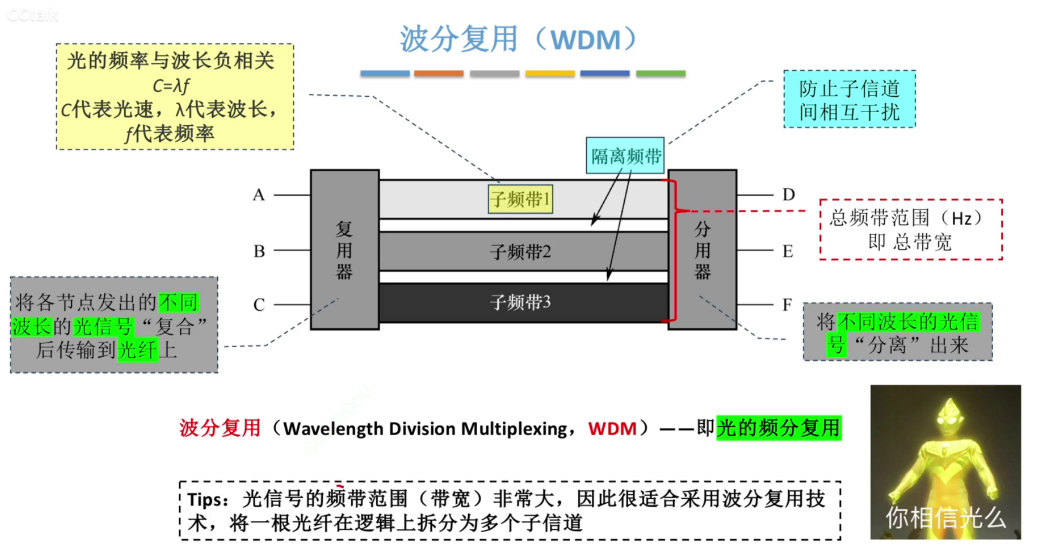 CCtalk
波分复用（WDM）
光的频率与波长负相关
C=λf
C代表光速，λ代表波长，
f代表频率
防止子信道
间相互干扰
隔离频带
A
B
C
复用器
子频带1
子频带2
子频带3
分用器
D
E
F
总频带范围（Hz）
即 总带宽
将各节点发出的不同
波长的光信号“复合”
后传输到光纤上
将不同波长的光信
号“分离”出来
波分复用（Wavelength Division Multiplexing，WDM）——即光的频分复用
Tips：光信号的频带范围（带宽）非常大，因此很适合采用波分复用技
术，将一根光纤在逻辑上拆分为多个子信道
你相信光么